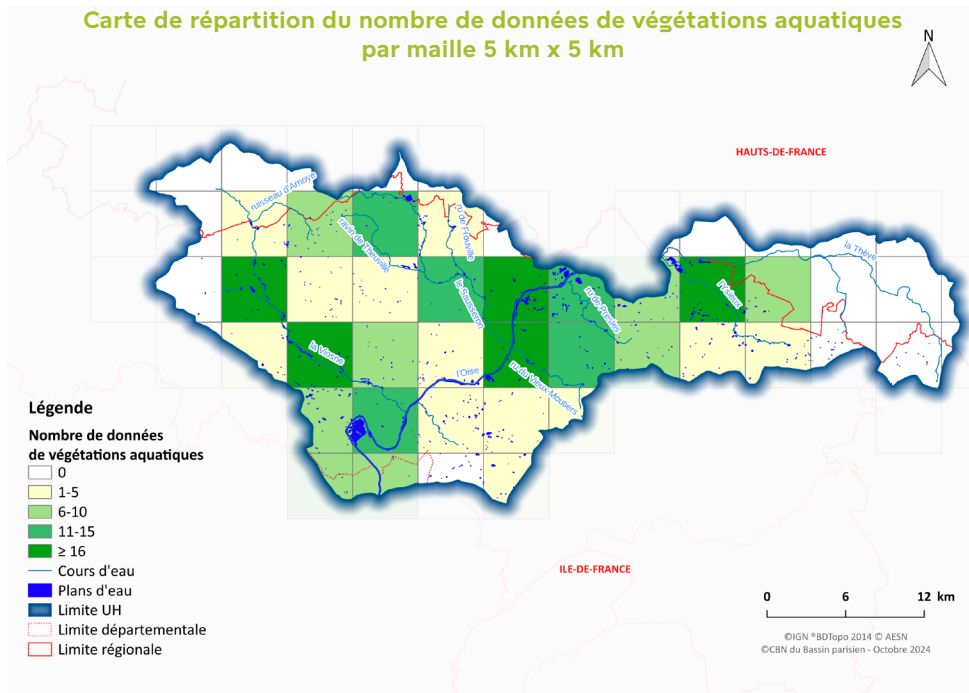 Carte de répartition du nombre de données de végétations aquatiques
par maille 5 km x 5 km
N
HAUTS-DE-FRANCE
ruisseau d'Arnoye
ravin de Theuville
ru de Frouville
la Thève
l'Ysieux
le Sausseron
ru de Presles
la Viosne
l'Oise
ru du Vieux Moutiers
Légende
Nombre de données
de végétations aquatiques
0
1-5
6-10
11-15
≥ 16
Cours d'eau
Plans d'eau
Limite UH
Limite départementale
Limite régionale
ILE-DE-FRANCE
0 6 12 km
©IGN ®BDTopo 2014 © AESN
©CBN du Bassin parisien - Octobre 2024